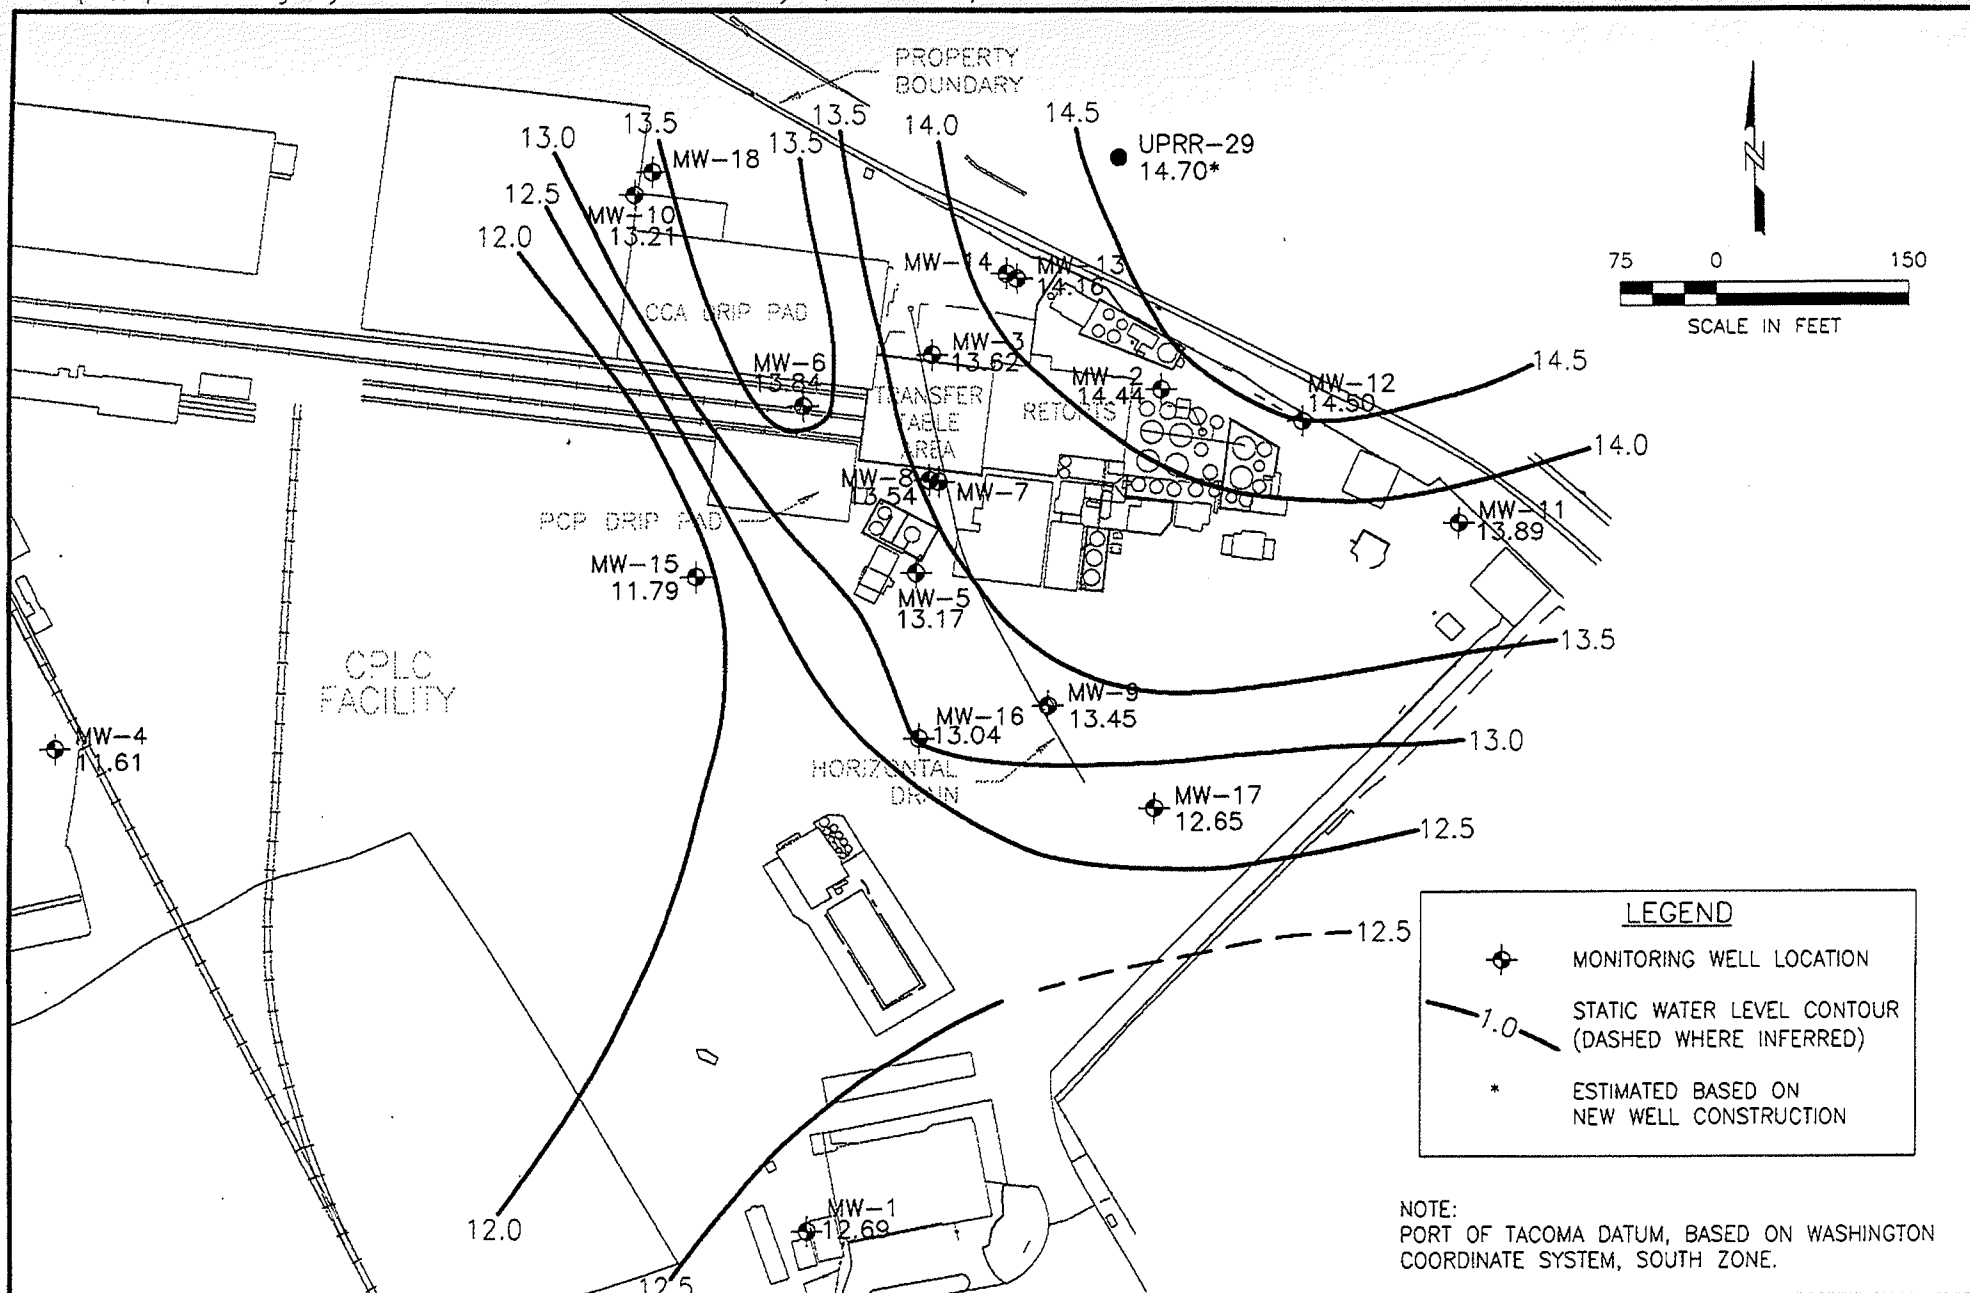 PROPERTY
BOUNDARY
13.0
13.5
13.5
13.5
14.0
14.5
UPRR-29
14.70*
MW-18
12.5
MW-10
13.21
12.0
MW-14
MW-13
14.16
75 0 150
SCALE IN FEET
CCA DRIP PAD
MW-3
13.62
MW-6
13.84
MW-2
14.44
MW-12
14.50
14.5
TRANSFER
TABLE
AREA
RETORTS
14.0
MW-8
13.54
MW-7
MW-11
13.89
PCP DRIP PAD
MW-15
11.79
MW-5
13.17
13.5
CPLC
FACILITY
MW-9
13.45
MW-16
13.04
13.0
MW-4
11.61
HORIZONTAL
DRAIN
MW-17
12.65
12.5
12.5
LEGEND
MONITORING WELL LOCATION
1.0
STATIC WATER LEVEL CONTOUR
(DASHED WHERE INFERRED)
*
ESTIMATED BASED ON
NEW WELL CONSTRUCTION
MW-1
12.69
12.0
12.5
NOTE:
PORT OF TACOMA DATUM, BASED ON WASHINGTON
COORDINATE SYSTEM, SOUTH ZONE.